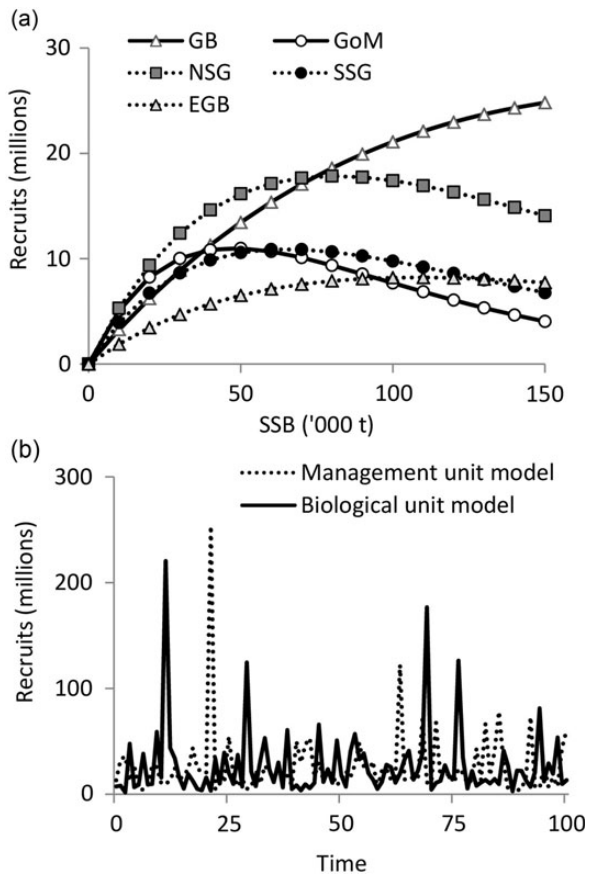 (a)
GB GoM
NSG SSG
EGB
Recruits (millions)
30
20
10
0
0 50 100 150
SSB ('000 t)
(b)
Management unit model
Biological unit model
Recruits (millions)
300
200
100
0
0 25 50 75 100
Time